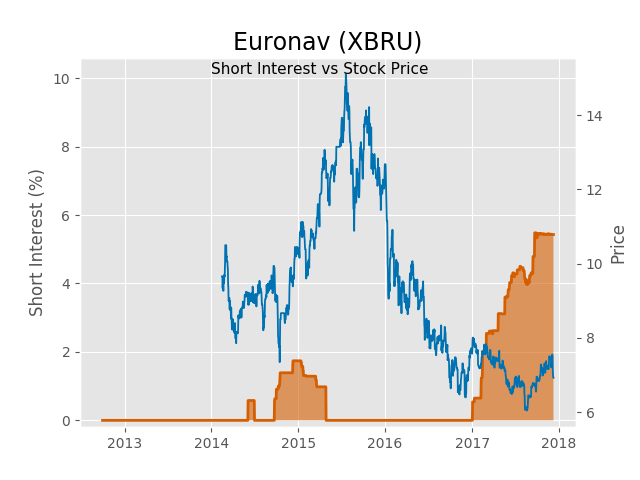 Euronav (XBRU)
Short Interest vs Stock Price
Short Interest (%)
10
8
6
4
2
0
14
12
10
8
6
Price
2013 2014 2015 2016 2017 2018